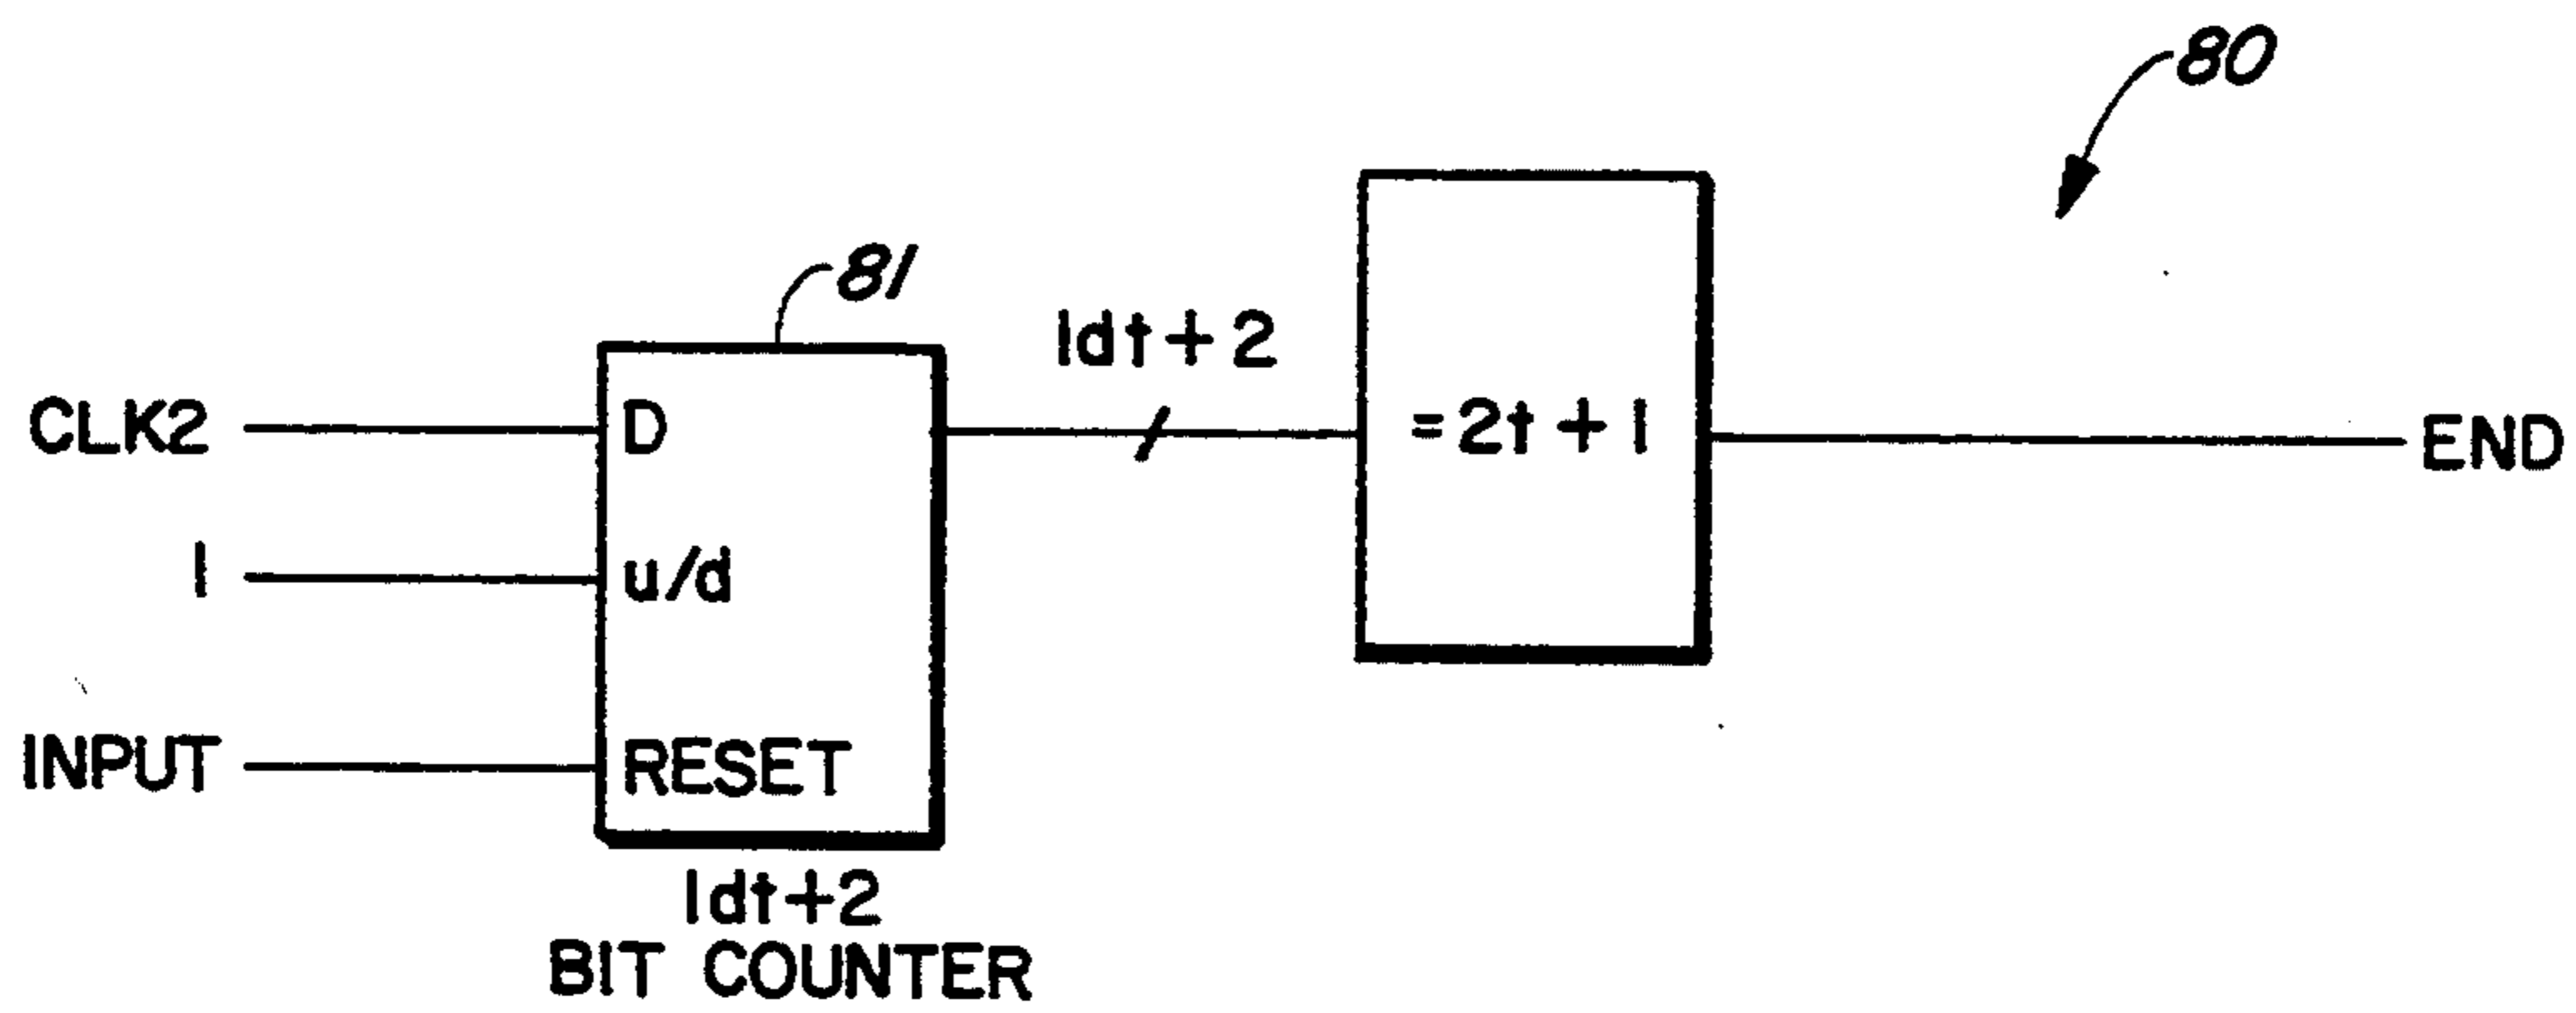 80
81
ldt+2
CLK2
D
=2t+1
END
1
u/d
INPUT
RESET
ldt+2
BIT COUNTER